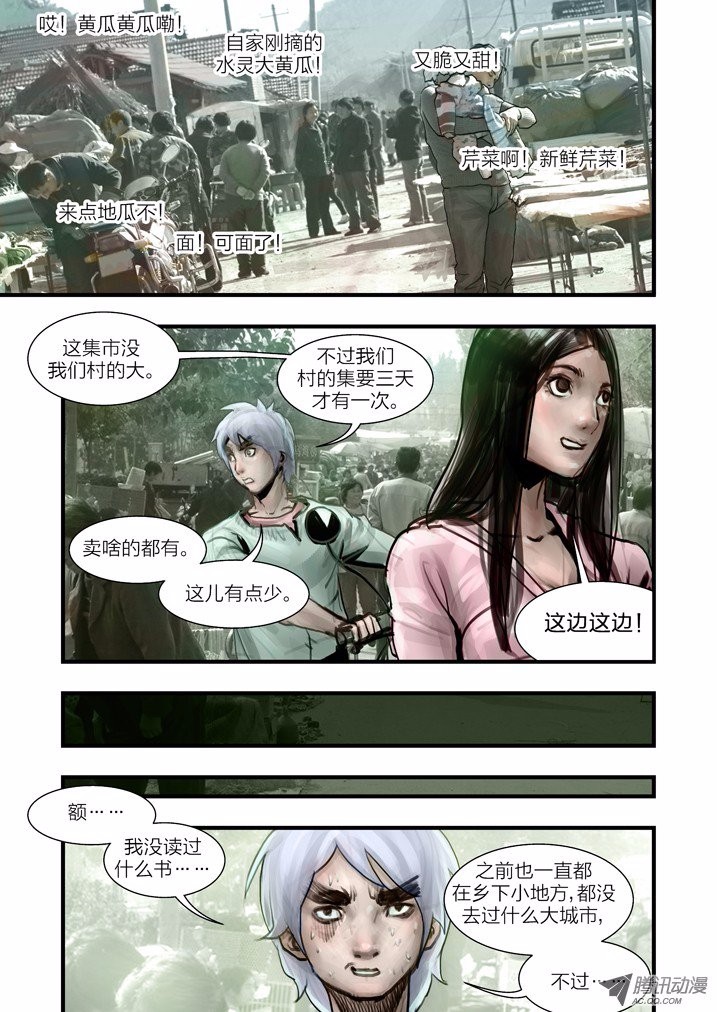 哎！黄瓜黄瓜嘞！
自家刚摘的
水灵大黄瓜！
又脆又甜！
芹菜啊！新鲜芹菜！
来点地瓜不！
面！可面了！
这集市没
我们村的大。
不过我们
村的集要三天
才有一次。
卖啥的都有。
这儿有点少。
这边这边！
额……
我没读过
什么书……
之前也一直都
在乡下小地方,都没
去过什么大城市,
不过……
腾讯动漫
AC.QQ.COM